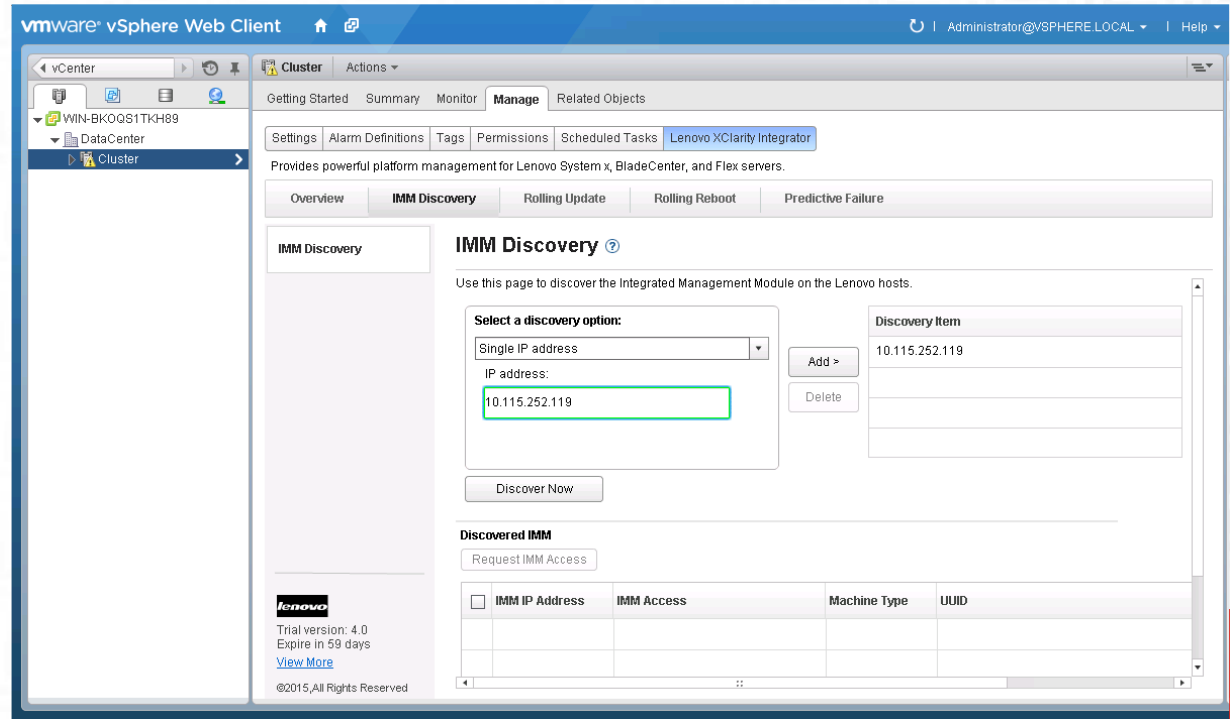 vmware® vSphere Web Client
Administrator@VSPHERE.LOCAL
Help
vCenter
WIN-BKOQS1TKH89
DataCenter
Cluster
Cluster Actions
Getting Started Summary Monitor Manage Related Objects
Settings Alarm Definitions Tags Permissions Scheduled Tasks Lenovo XClarity Integrator
Provides powerful platform management for Lenovo System x, BladeCenter, and Flex servers.
Overview IMM Discovery Rolling Update Rolling Reboot Predictive Failure
IMM Discovery
lenovo
Trial version: 4.0
Expire in 59 days
View More
©2015,All Rights Reserved
IMM Discovery ?
Use this page to discover the Integrated Management Module on the Lenovo hosts.
Select a discovery option:
Single IP address
IP address:
10.115.252.119
Add >
Delete
Discovery Item
10.115.252.119
Discover Now
Discovered IMM
Request IMM Access
IMM IP Address IMM Access Machine Type UUID